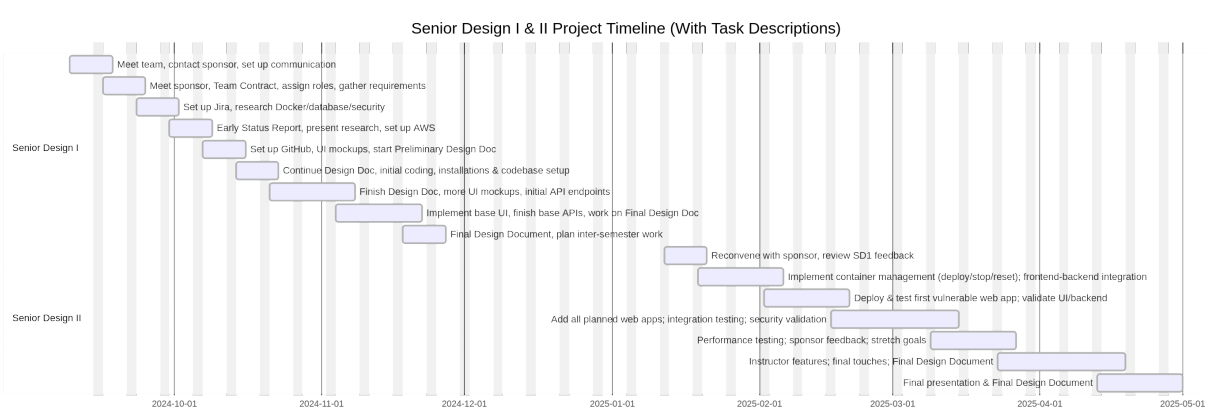 Senior Design I & II Project Timeline (With Task Descriptions)
Meet team, contact sponsor, set up communication
Meet sponsor, Team Contract, assign roles, gather requirements
Set up Jira, research Docker/database/security
Early Status Report, present research, set up AWS
Senior Design I
Set up GitHub, UI mockups, start Preliminary Design Doc
Continue Design Doc, initial coding, installations & codebase setup
Finish Design Doc, more UI mockups, initial API endpoints
Implement base UI, finish base APIs, work on Final Design Doc
Final Design Document, plan inter-semester work
Reconvene with sponsor, review SD1 feedback
Implement container management (deploy/stop/reset); frontend-backend integration
Deploy & test first vulnerable web app; validate UI/backend
Senior Design II
Add all planned web apps; integration testing; security validation
Performance testing; sponsor feedback; stretch goals
Instructor features; final touches; Final Design Document
Final presentation & Final Design Document
2024-10-01
2024-11-01
2024-12-01
2025-01-01
2025-02-01
2025-03-01
2025-04-01
2025-05-01